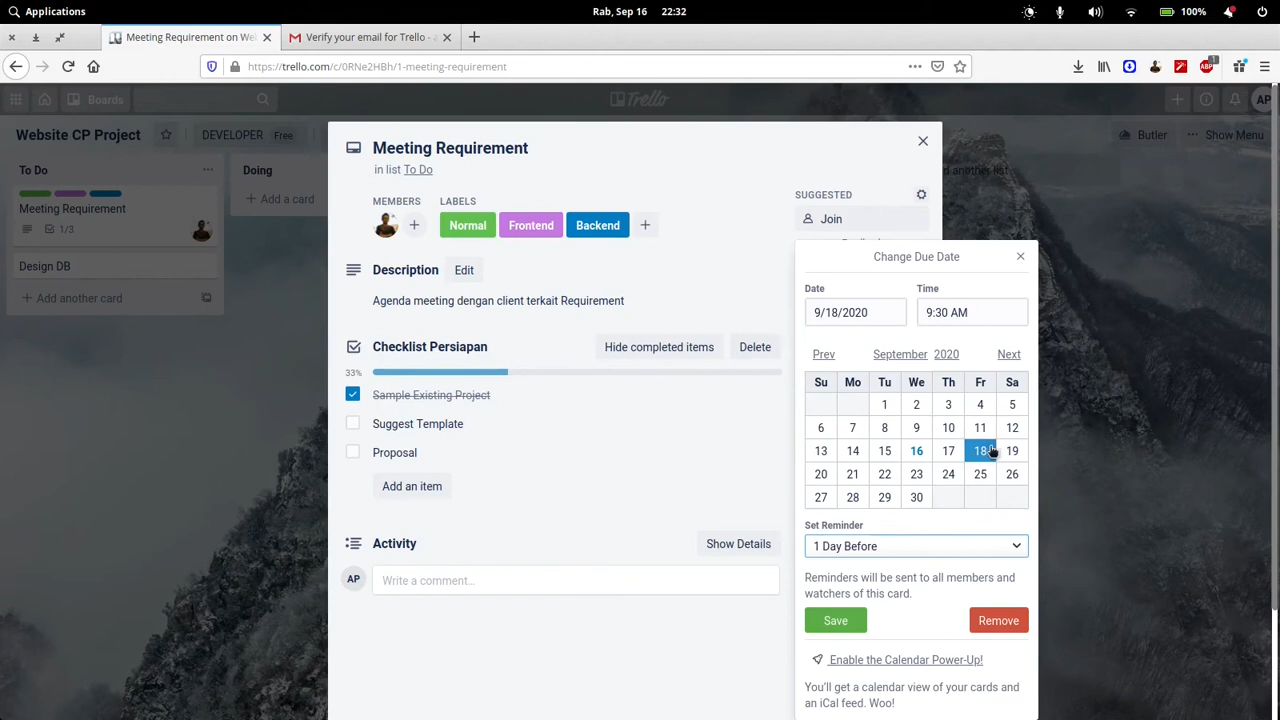 Applications
Rab, Sep 16 22:32
100%
Meeting Requirement on Web
Verify your email for Trello - a
https://trello.com/c/0RNe2HBh/1-meeting-requirement
ABP
1
Boards
Trello
AP
Website CP Project
DEVELOPER
Free
Butler
Show Menu
To Do
Meeting Requirement
1/3
Design DB
Add another card
Doing
Add a card
d another list
Meeting Requirement
in list To Do
MEMBERS
LABELS
Normal
Frontend
Backend
Description
Edit
Agenda meeting dengan client terkait Requirement
Checklist Persiapan
Hide completed items
Delete
33%
Sample Existing Project
Suggest Template
Proposal
Add an item
Activity
Show Details
AP
Write a comment…
SUGGESTED
Join
Change Due Date
Date
Time
9/18/2020
9:30 AM
Prev
September 2020
Next
Su Mo Tu We Th Fr Sa
1 2 3 4 5
6 7 8 9 10 11 12
13 14 15 16 17 18 19
20 21 22 23 24 25 26
27 28 29 30
Set Reminder
1 Day Before
Reminders will be sent to all members and
watchers of this card.
Save
Remove
Enable the Calendar Power-Up!
You'll get a calendar view of your cards and
an iCal feed. Woo!